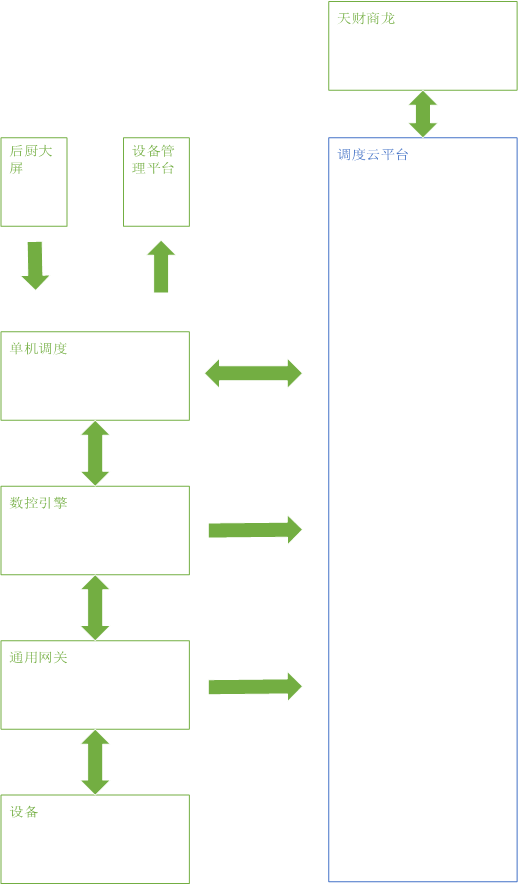 天财商龙
后厨大
屏
设备管
理平台
调度云平台
单机调度
数控引擎
通用网关
设备